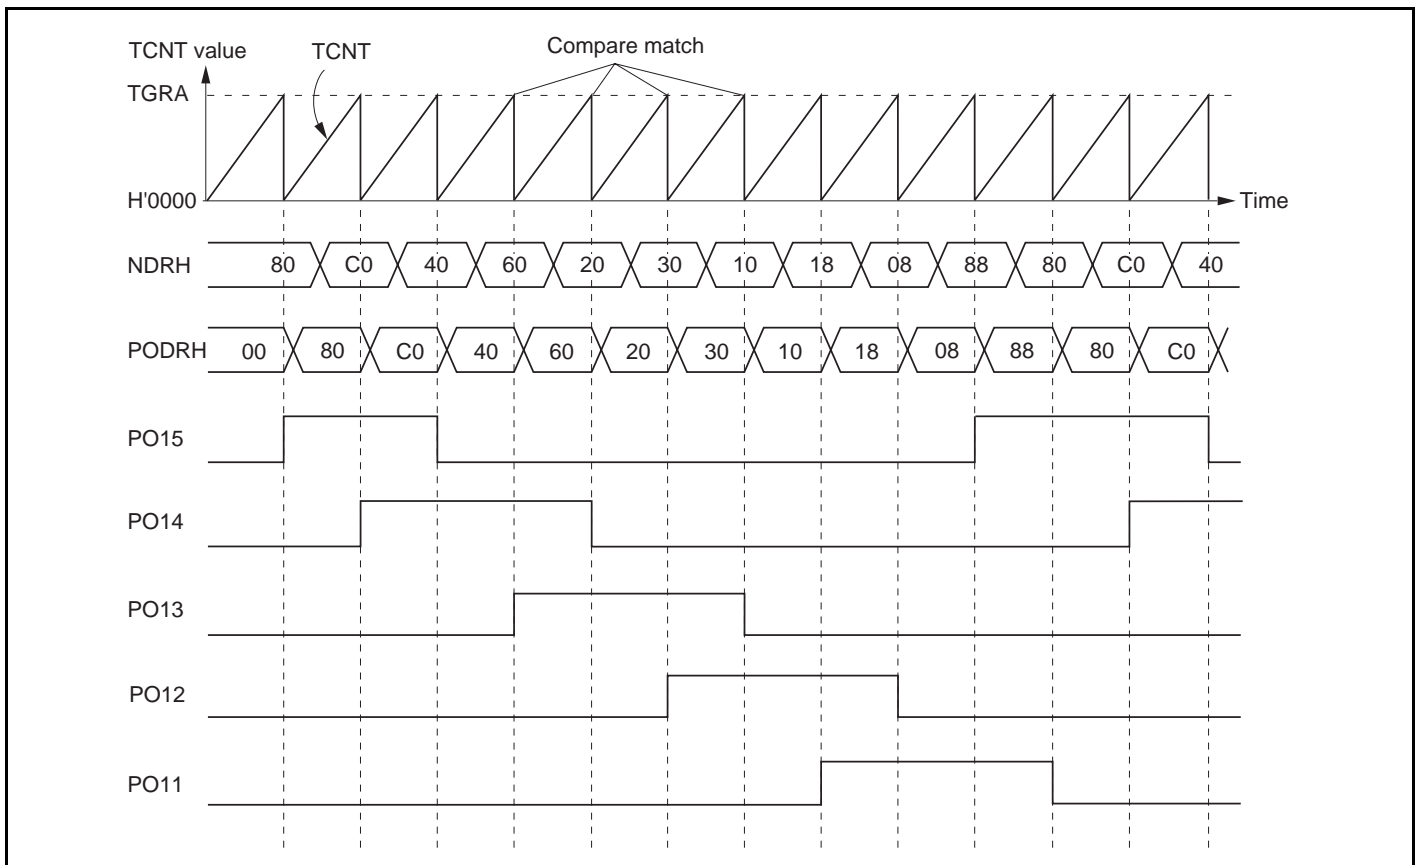 TCNT value TCNT Compare match
TGRA
H'0000 Time
NDRH 80 C0 40 60 20 30 10 18 08 88 80 C0 40
PODRH 00 80 C0 40 60 20 30 10 18 08 88 80 C0
PO15
PO14
PO13
PO12
PO11